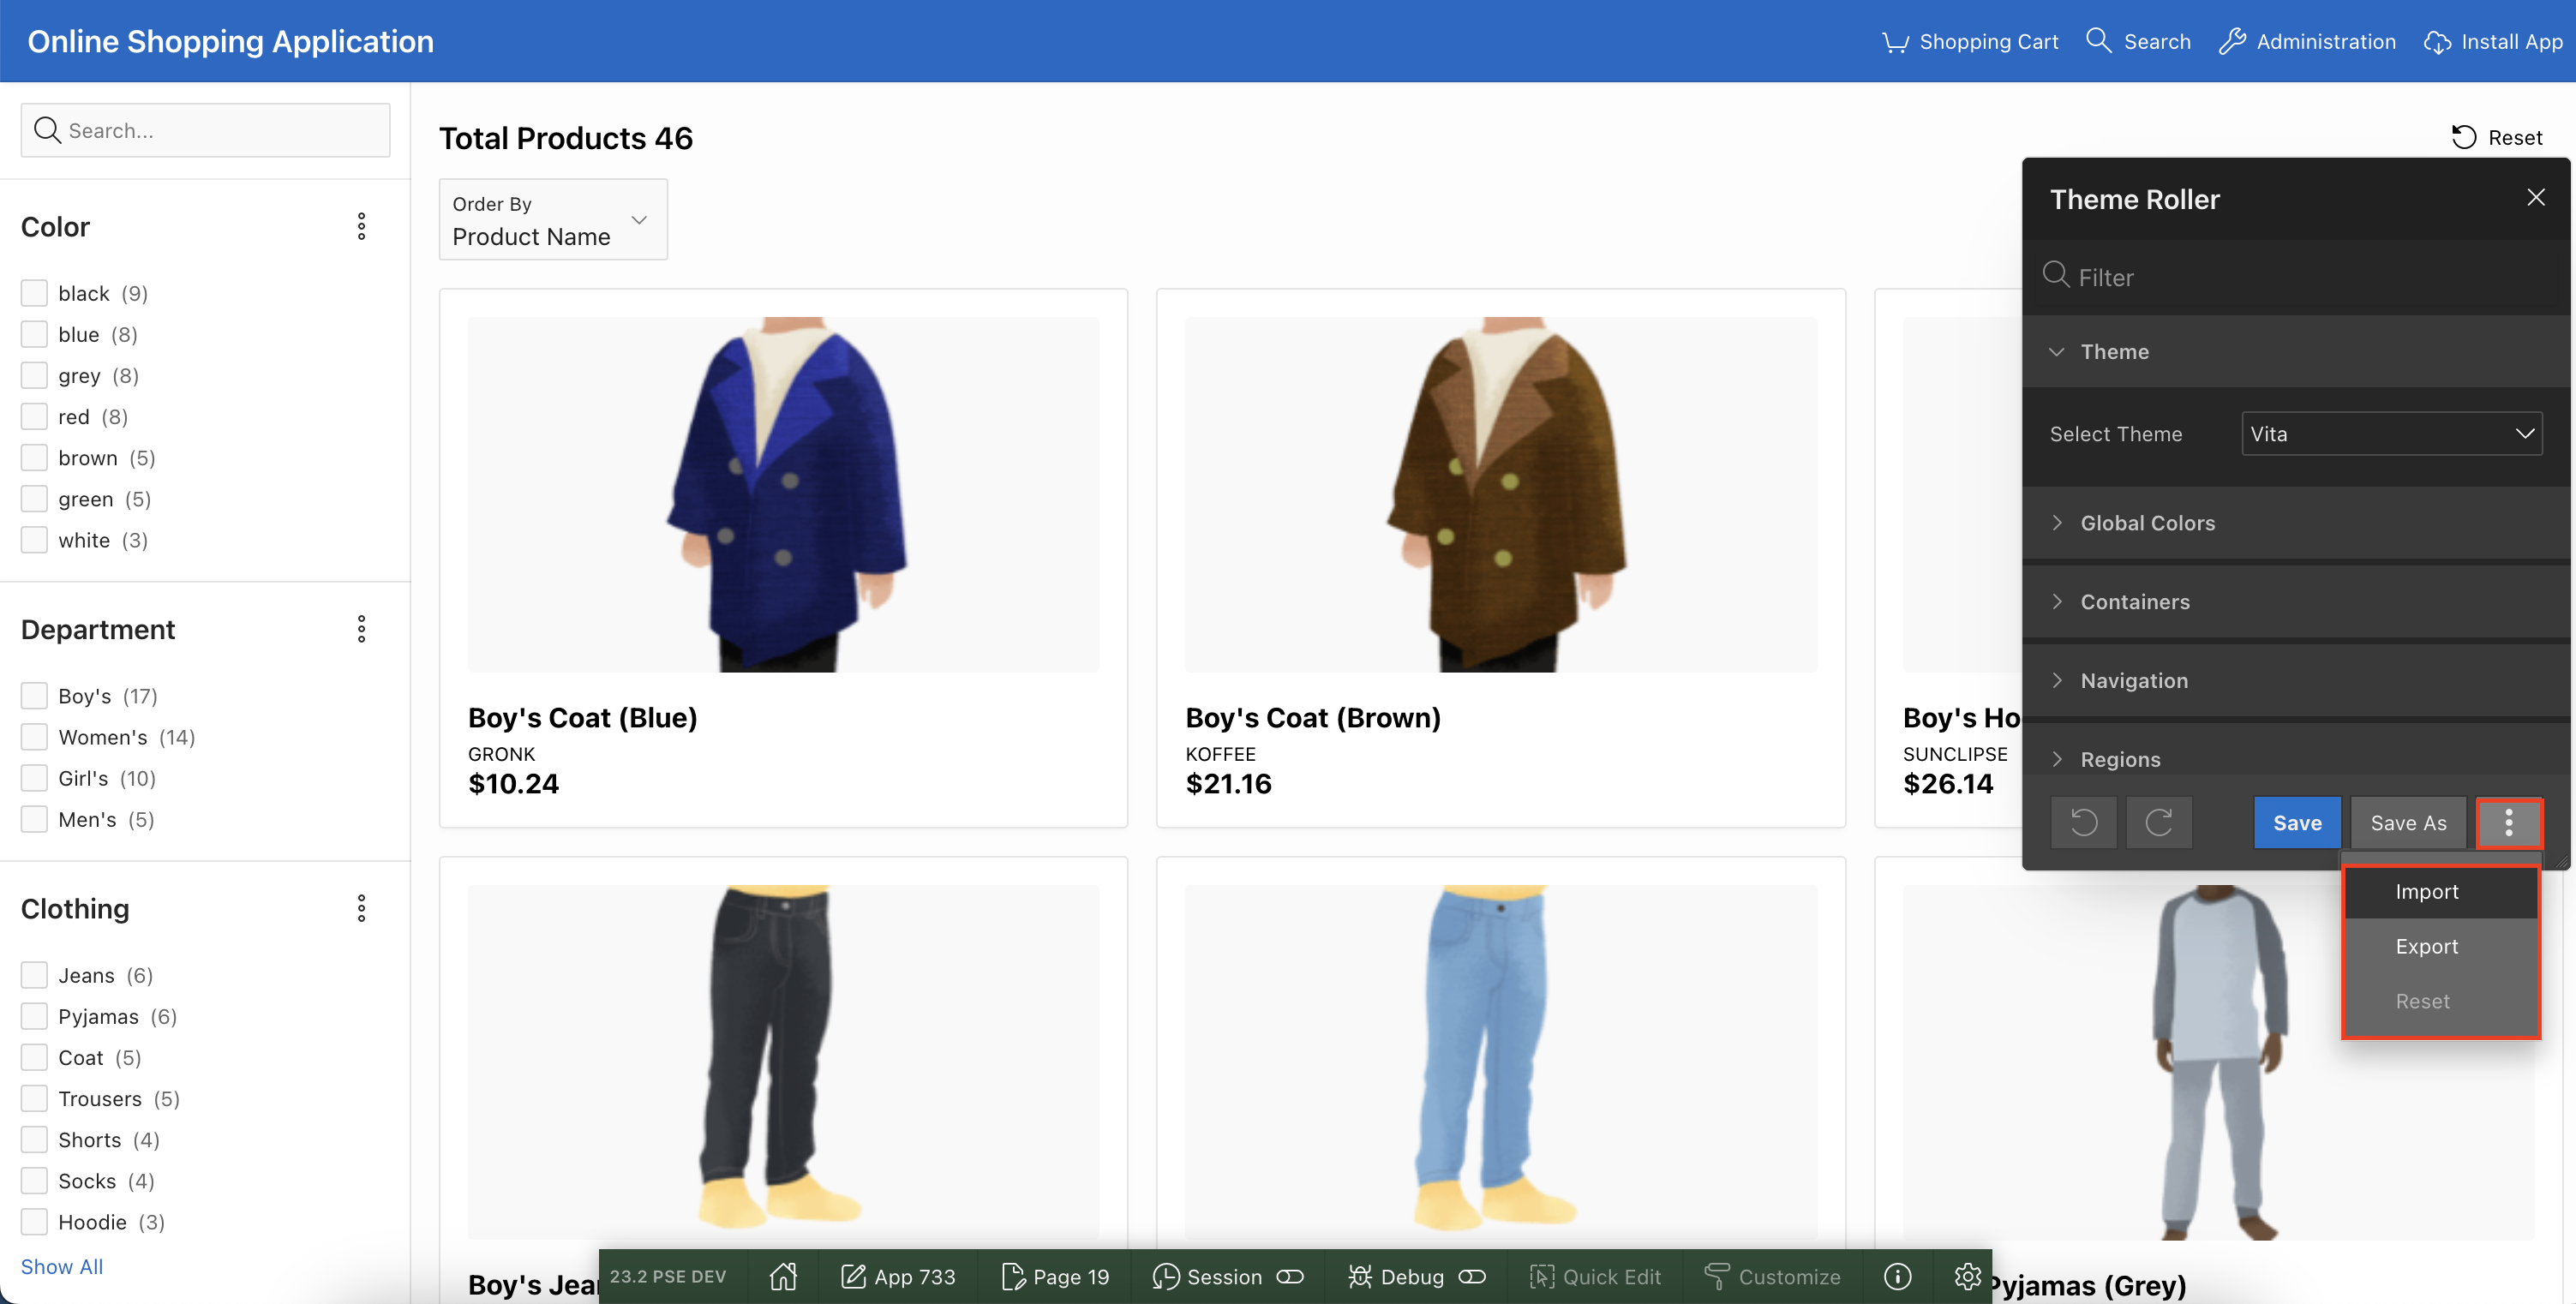 Online Shopping Application
Shopping Cart
Search
Administration
Install App
Search...
Color
black (9)
blue (8)
grey (8)
red (8)
brown (5)
green (5)
white (3)
Department
Boy's (17)
Women's (14)
Girl's (10)
Men's (5)
Clothing
Jeans (6)
Pyjamas (6)
Coat (5)
Trousers (5)
Shorts (4)
Socks (4)
Hoodie (3)
Show All
Total Products 46
Reset
Order By
Product Name
Boy's Coat (Blue)
GRONK
$10.24
Boy's Coat (Brown)
KOFFEE
$21.16
Boy's Ho
SUNCLIPSE
$26.14
Boy's Jea
Pyjamas (Grey)
Theme Roller
Filter
Theme
Select Theme
Vita
Global Colors
Containers
Navigation
Regions
Save
Save As
Import
Export
Reset
23.2 PSE DEV
App 733
Page 19
Session
Debug
Quick Edit
Customize